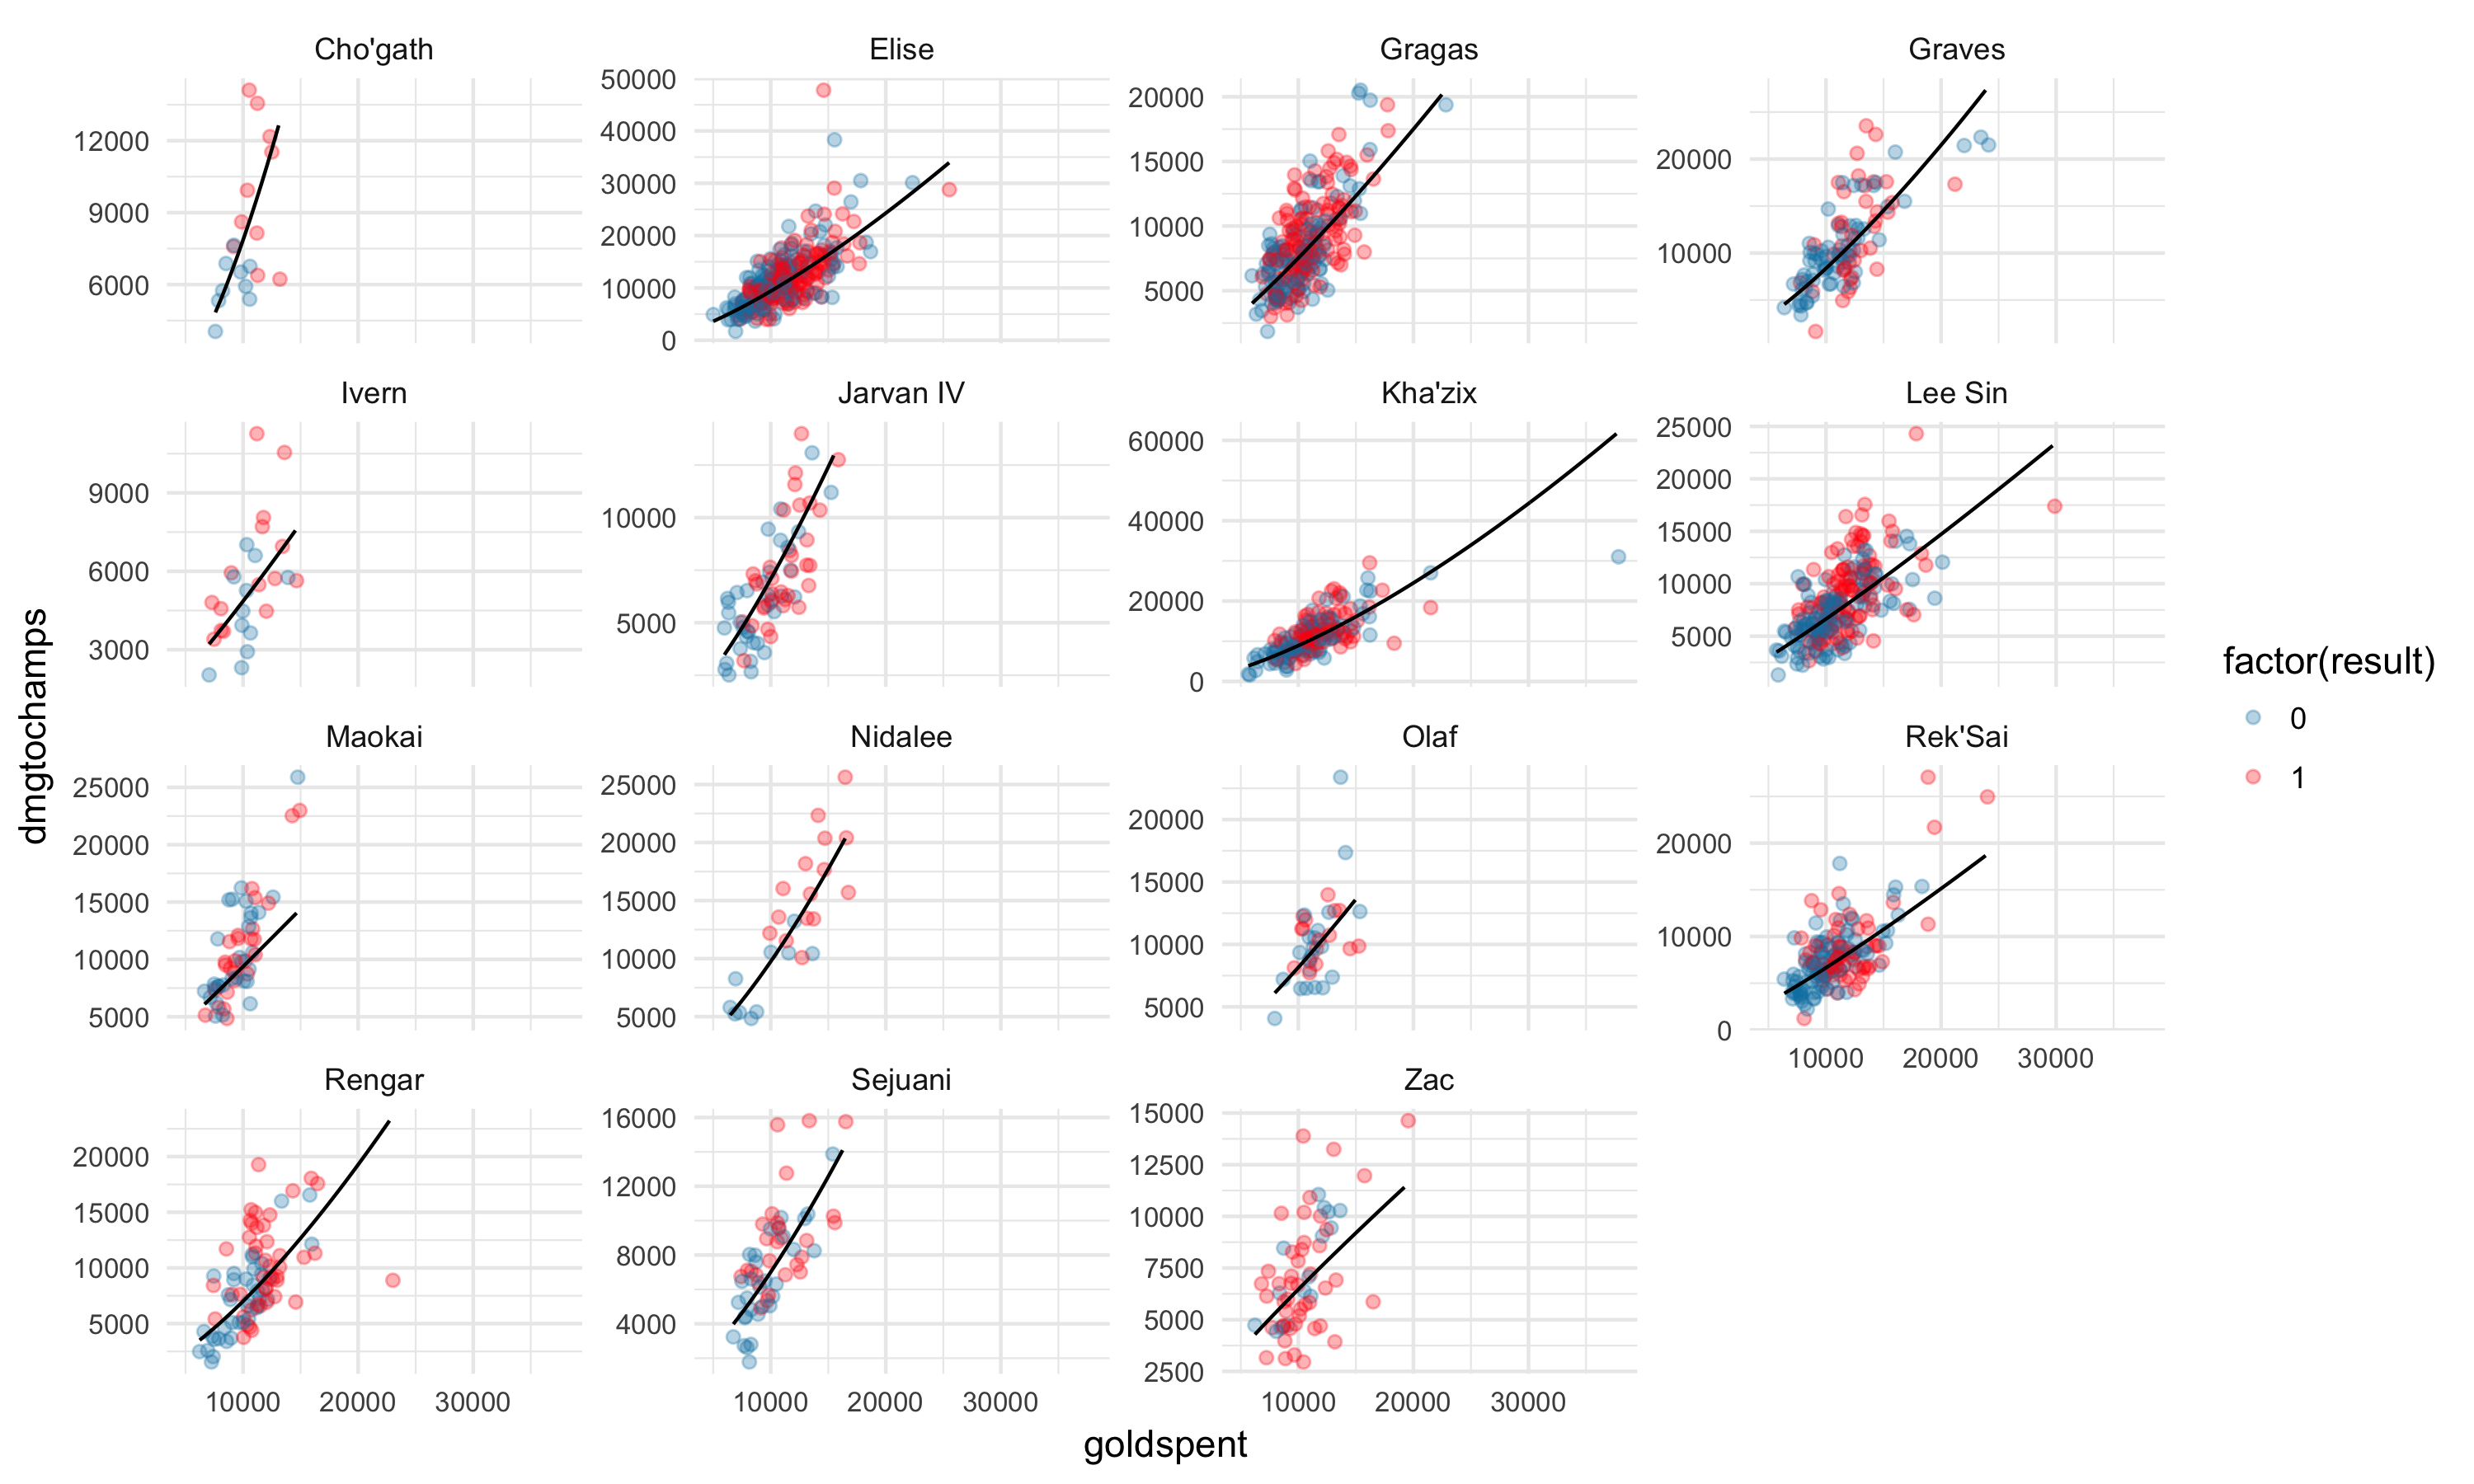 Cho'gath
Elise
Gragas
Graves
12000
9000
6000
50000
40000
30000
20000
10000
0
20000
15000
10000
5000
20000
10000
Ivern
Jarvan IV
Kha'zix
Lee Sin
9000
6000
3000
10000
5000
60000
40000
20000
0
25000
20000
15000
10000
5000
Maokai
Nidalee
Olaf
Rek'Sai
25000
20000
15000
10000
5000
25000
20000
15000
10000
5000
20000
15000
10000
5000
20000
10000
0
10000 20000 30000
Rengar
Sejuani
Zac
20000
15000
10000
5000
16000
12000
8000
4000
15000
12500
10000
7500
5000
2500
10000 20000 30000
10000 20000 30000
10000 20000 30000
goldspent
dmgtochamps
factor(result)
0
1